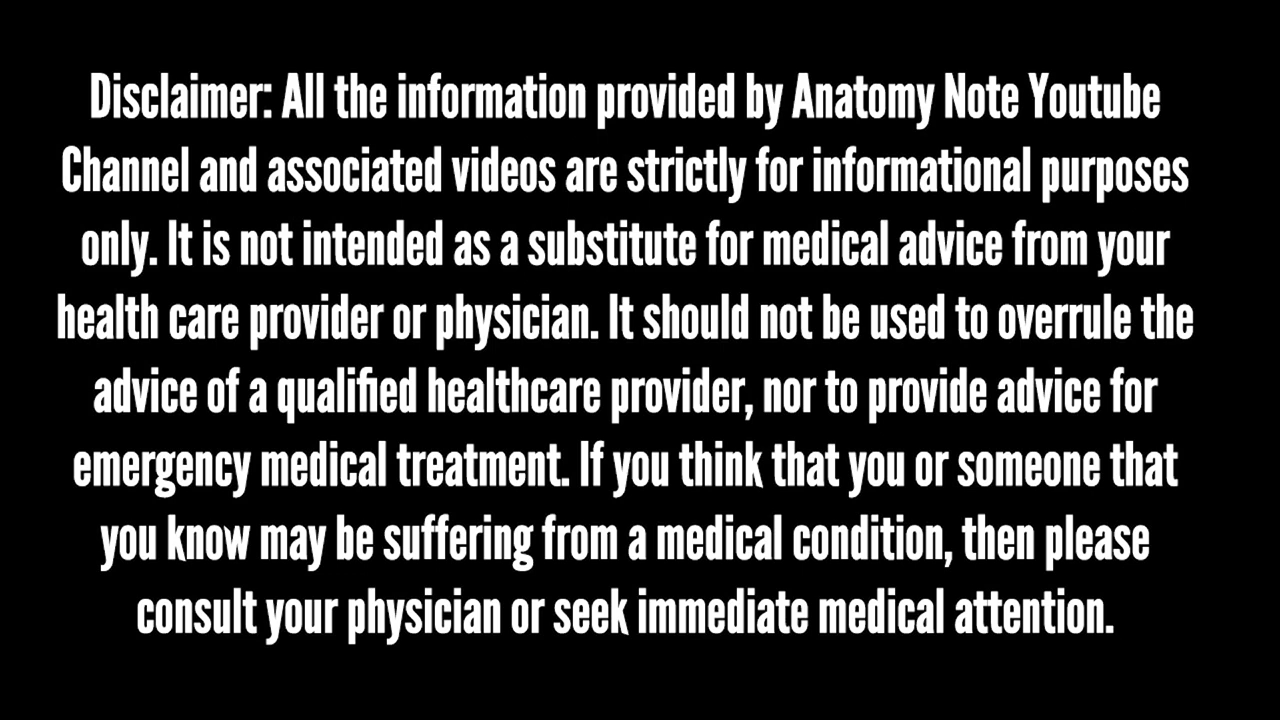 Disclaimer: All the information provided by Anatomy Note Youtube
Channel and associated videos are strictly for informational purposes
only. It is not intended as a substitute for medical advice from your
health care provider or physician. It should not be used to overrule the
advice of a qualified healthcare provider, nor to provide advice for
emergency medical treatment. If you think that you or someone that
you know may be suffering from a medical condition, then please
consult your physician or seek immediate medical attention.